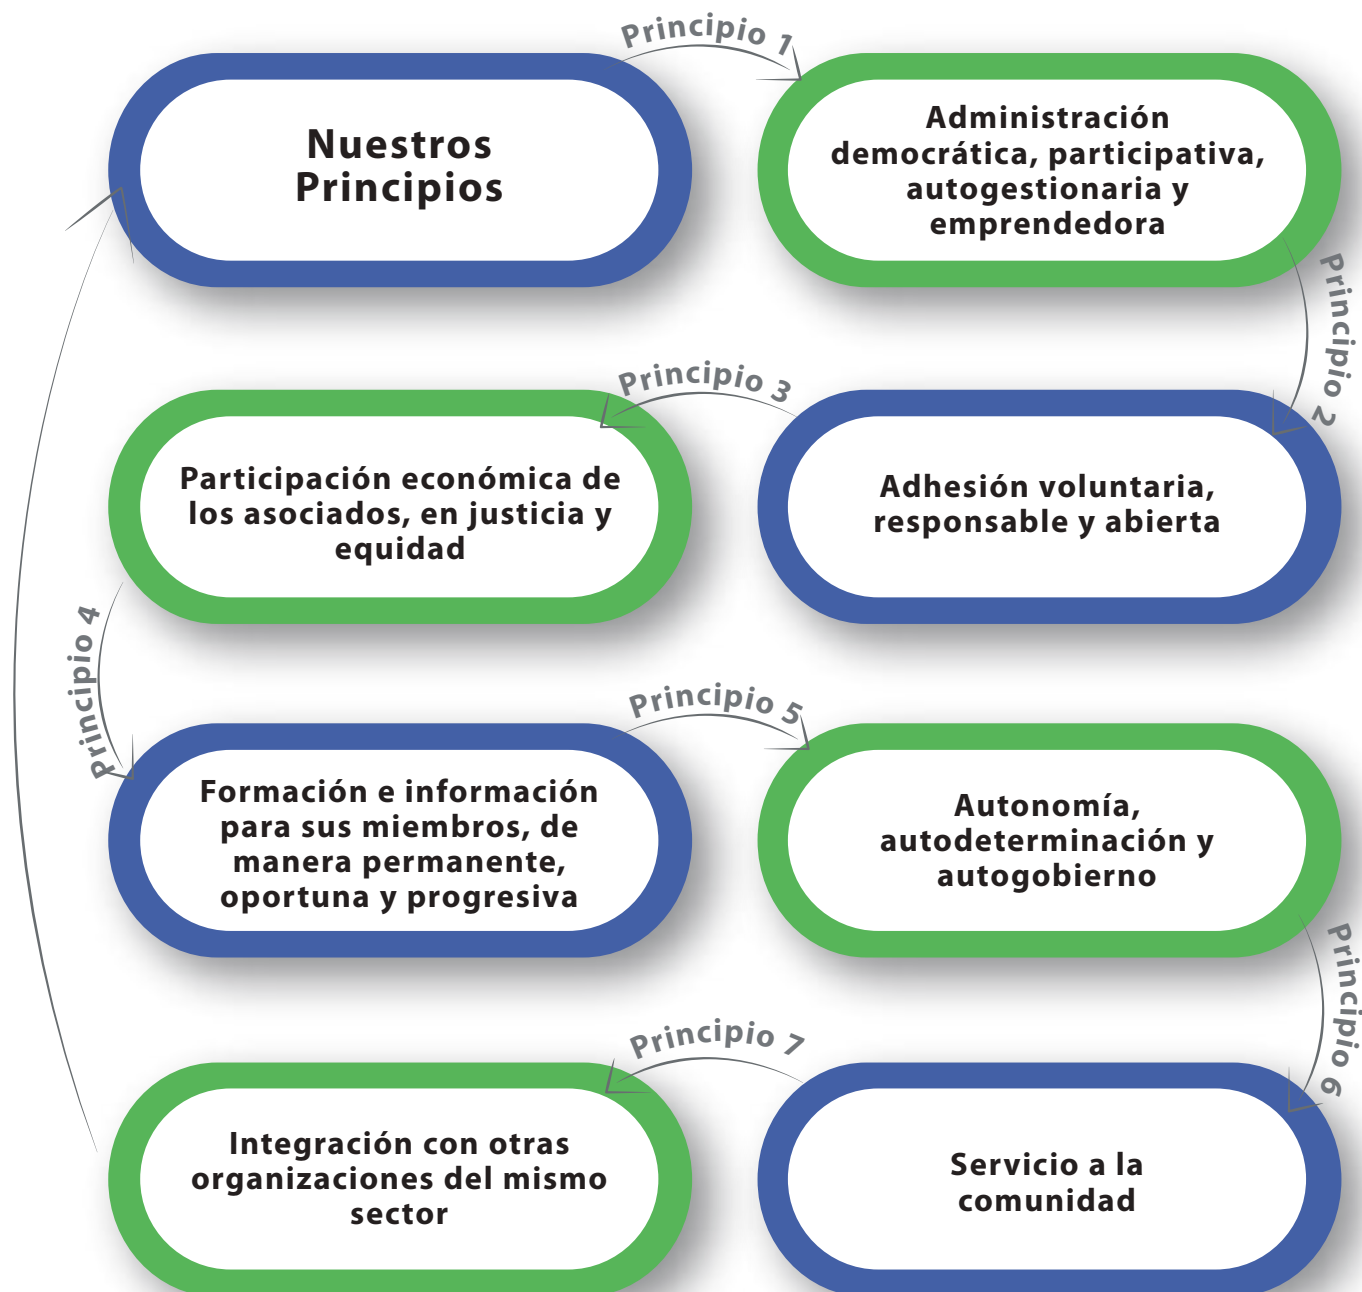 Nuestros
Principios
Principio 1
Administración
democrática, participativa,
autogestionaria y
emprendedora
Principio 2
Adhesión voluntaria,
responsable y abierta
Principio 3
Participación económica de
los asociados, en justicia y
equidad
Principio 4
Formación e información
para sus miembros, de
manera permanente,
oportuna y progresiva
Principio 5
Autonomía,
autodeterminación y
autogobierno
Principio 6
Servicio a la
comunidad
Principio 7
Integración con otras
organizaciones del mismo
sector